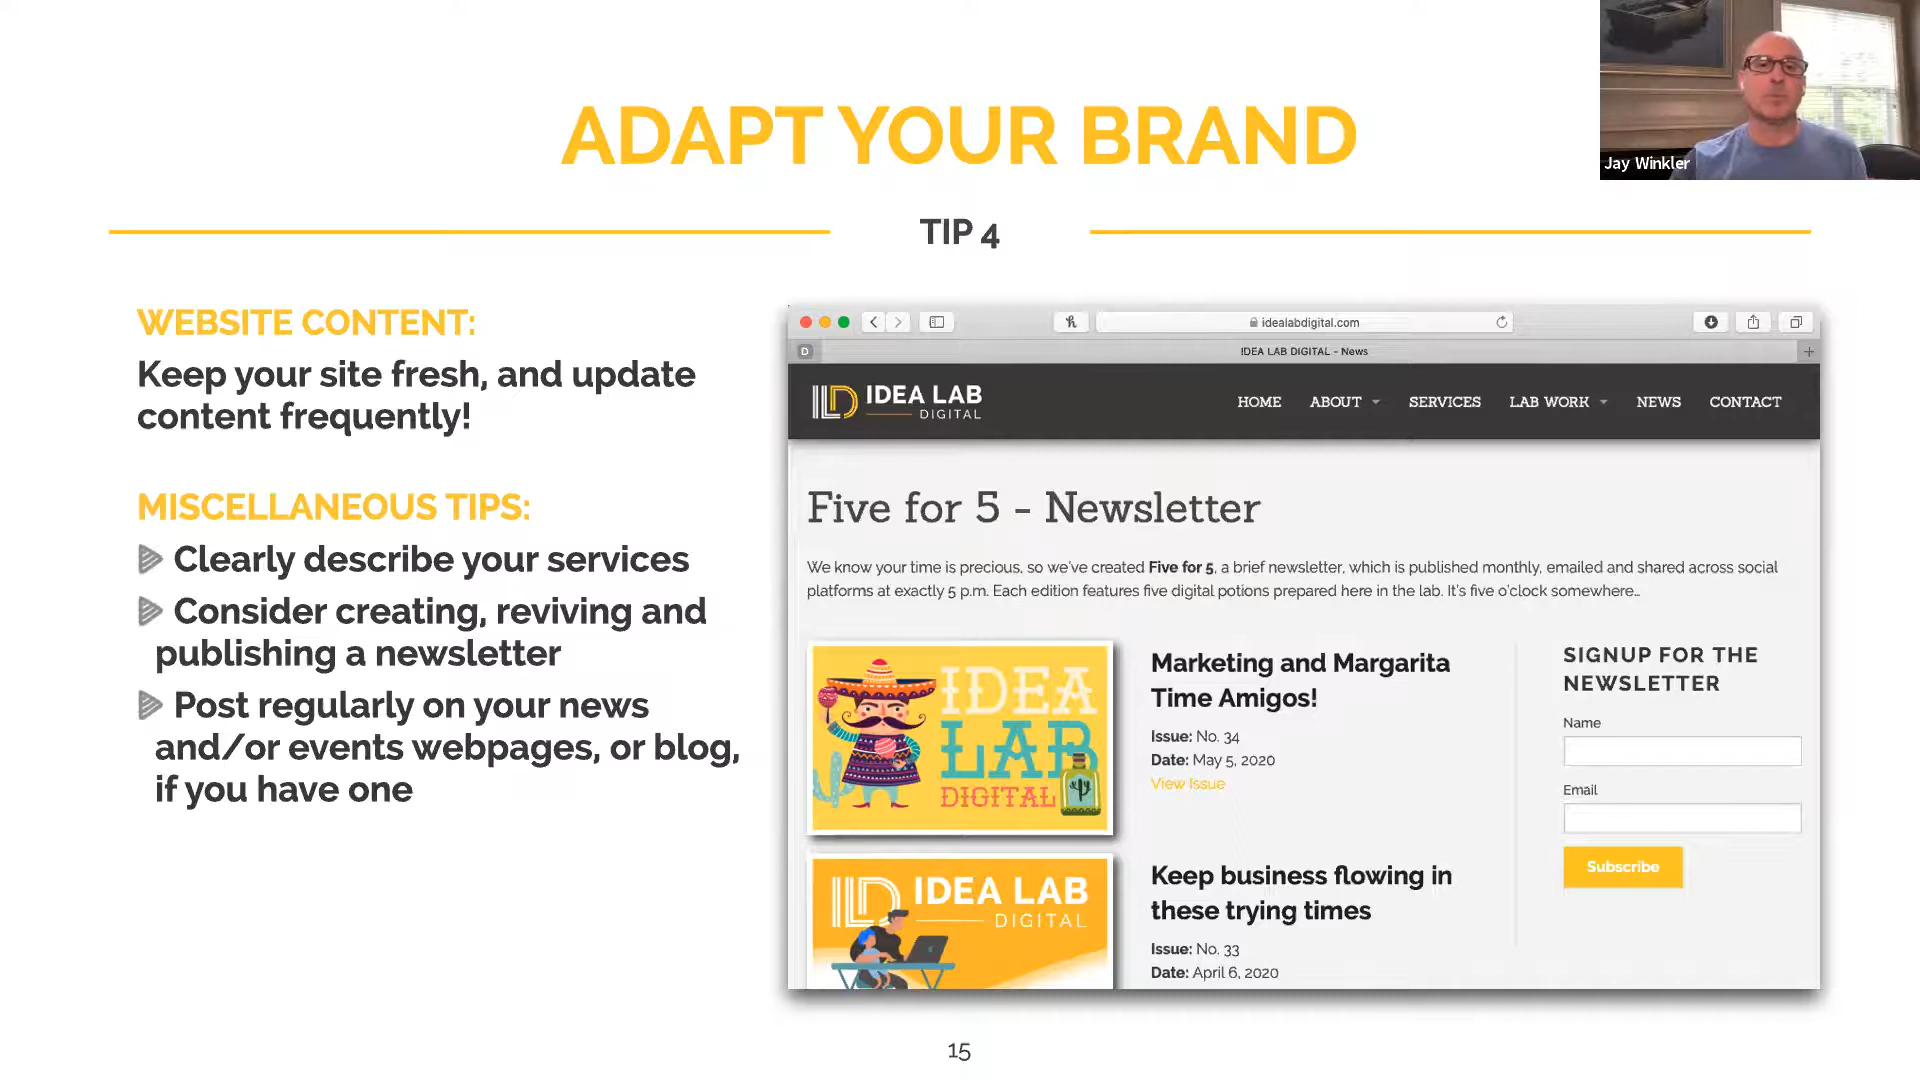 ADAPT YOUR BRAND
Jay Winkler
TIP 4
WEBSITE CONTENT:
Keep your site fresh, and update
content frequently!
MISCELLANEOUS TIPS:
Clearly describe your services
Consider creating, reviving and
publishing a newsletter
Post regularly on your news
and/or events webpages, or blog,
if you have one
idealabdigital.com
D
IDEA LAB DIGITAL - News
LD IDEA LAB
DIGITAL
HOME ABOUT SERVICES LAB WORK NEWS CONTACT
Five for 5 - Newsletter
We know your time is precious, so we've created Five for 5, a brief newsletter, which is published monthly, emailed and shared across social
platforms at exactly 5 p.m. Each edition features five digital potions prepared here in the lab. It's five o'clock somewhere...
IDEA
LAB
DIGITAL
Marketing and Margarita
Time Amigos!
Issue: No. 34
Date: May 5, 2020
View Issue
LD IDEA LAB
DIGITAL
Keep business flowing in
these trying times
Issue: No. 33
Date: April 6, 2020
SIGNUP FOR THE
NEWSLETTER
Name
Email
Subscribe
15